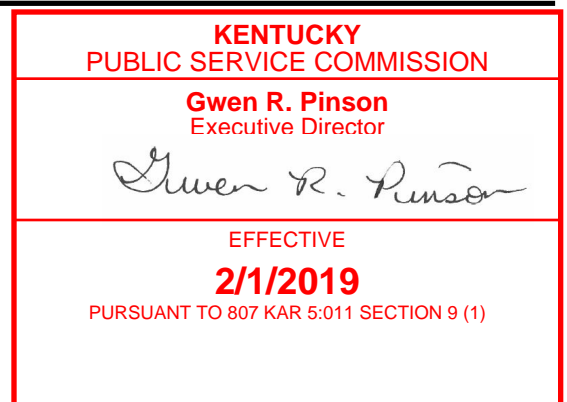 KENTUCKY
PUBLIC SERVICE COMMISSION
Gwen R. Pinson
Executive Director
Gwen R. Pinson
EFFECTIVE
2/1/2019
PURSUANT TO 807 KAR 5:011 SECTION 9 (1)